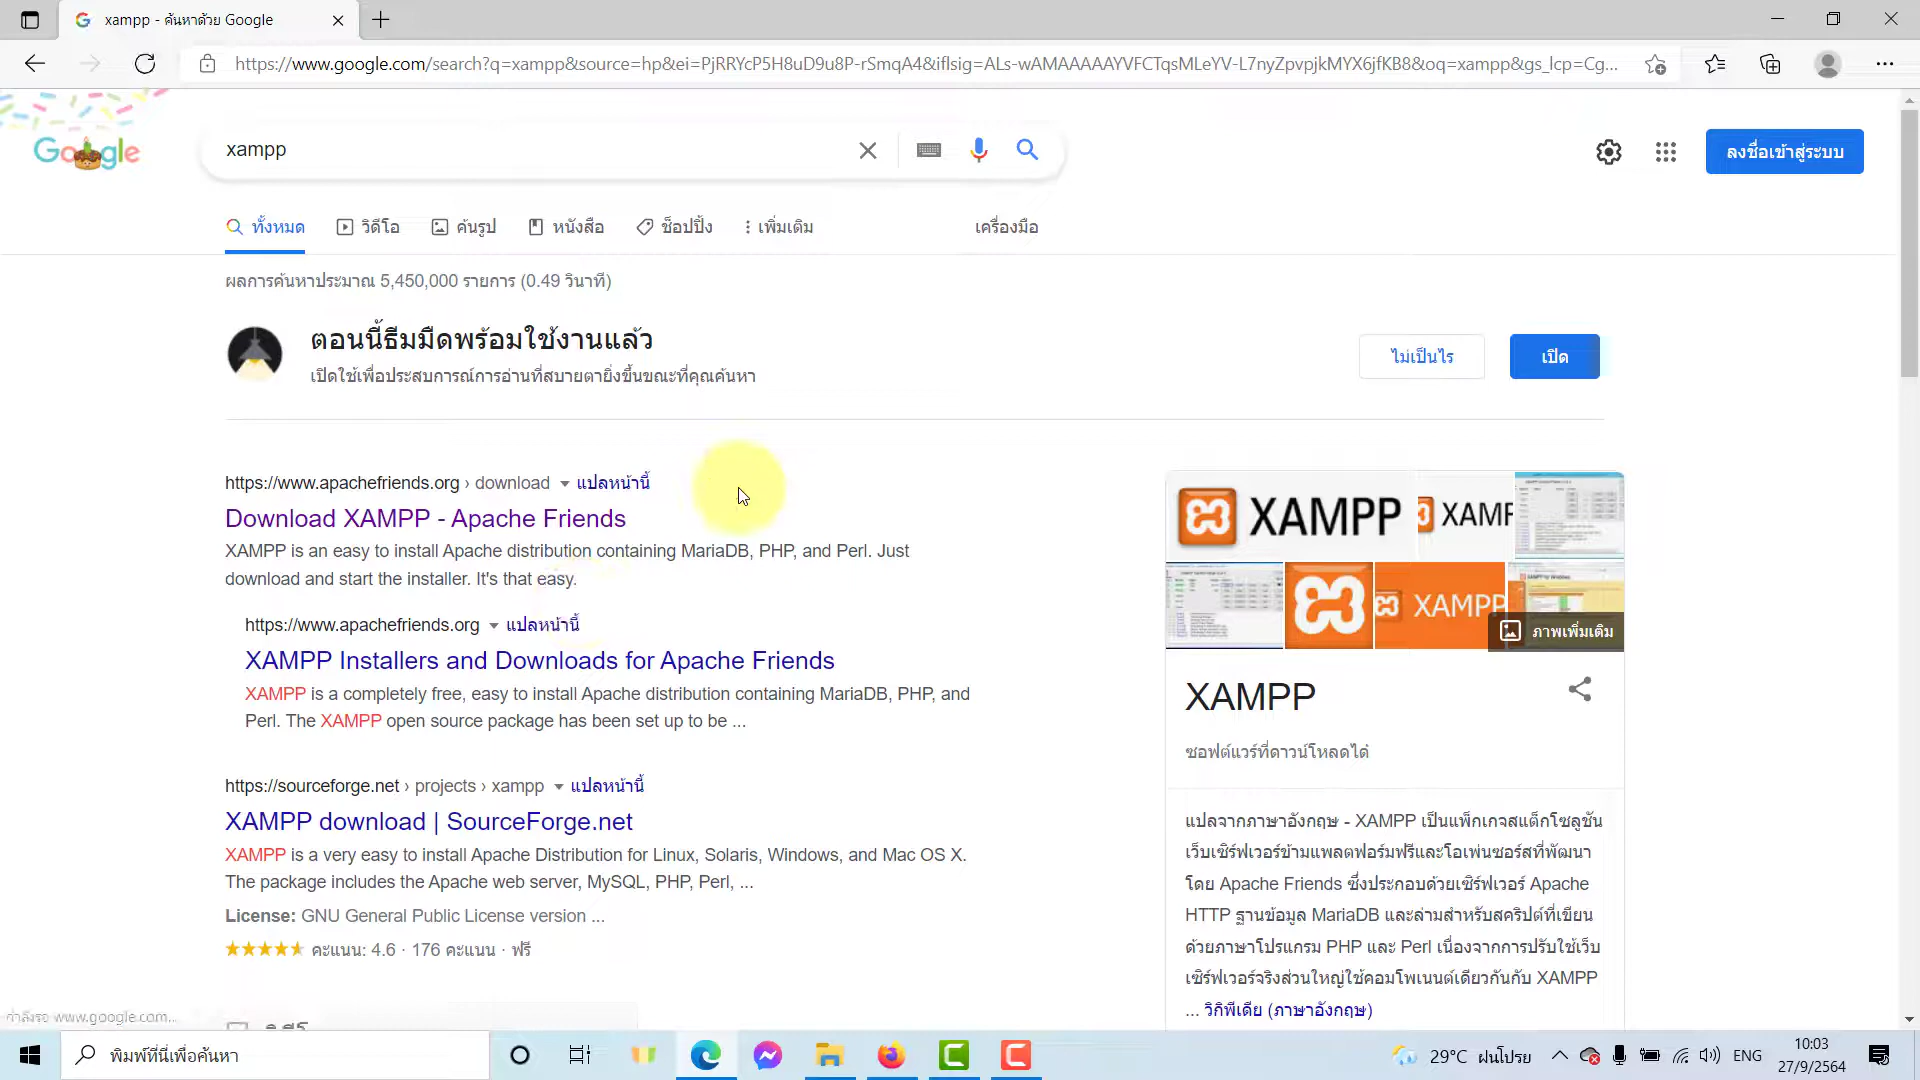 xampp - ค้นหาด้วย Google
https://www.google.com/search?q=xampp&source=hp&ei=PjRRYcP5H8uD9u8P-rSmqA4&iflsig=ALs-wAMAAAAAYVFCTqsMLeYV-L7nyZpvpjkMYX6jfKB8&oq=xampp&gs_lcp=Cg...
Google
xampp
ลงชื่อเข้าสู่ระบบ
ทั้งหมด วิดีโอ ค้นรูป หนังสือ ช็อปปิ้ง เพิ่มเติม เครื่องมือ
ผลการค้นหาประมาณ 5,450,000 รายการ (0.49 วินาที)
ตอนนี้ธีมมืดพร้อมใช้งานแล้ว
เปิดใช้เพื่อประสบการณ์การอ่านที่สบายตายิ่งขึ้นขณะที่คุณค้นหา
ไม่เป็นไร เปิด
https://www.apachefriends.org › download แปลหน้านี้
Download XAMPP - Apache Friends
XAMPP is an easy to install Apache distribution containing MariaDB, PHP, and Perl. Just
download and start the installer. It's that easy.
https://www.apachefriends.org แปลหน้านี้
XAMPP Installers and Downloads for Apache Friends
XAMPP is a completely free, easy to install Apache distribution containing MariaDB, PHP, and
Perl. The XAMPP open source package has been set up to be ...
https://sourceforge.net › projects › xampp แปลหน้านี้
XAMPP download | SourceForge.net
XAMPP is a very easy to install Apache Distribution for Linux, Solaris, Windows, and Mac OS X.
The package includes the Apache web server, MySQL, PHP, Perl, ...
License: GNU General Public License version ...
คะแนน: 4.6 · 176 คะแนน · ฟรี
XAMPP
XAMP
XAMPP
ภาพเพิ่มเติม
XAMPP
ซอฟต์แวร์ที่ดาวน์โหลดได้
แปลจากภาษาอังกฤษ - XAMPP เป็นแพ็กเกจสแต็กโซลูชัน
เว็บเซิร์ฟเวอร์ข้ามแพลตฟอร์มฟรีและโอเพ่นซอร์สที่พัฒนา
โดย Apache Friends ซึ่งประกอบด้วยเซิร์ฟเวอร์ Apache
HTTP ฐานข้อมูล MariaDB และล่ามสำหรับสคริปต์ที่เขียน
ด้วยภาษาโปรแกรม PHP และ Perl เนื่องจากการปรับใช้เว็บ
เซิร์ฟเวอร์จริงส่วนใหญ่ใช้คอมโพเนนต์เดียวกันกับ XAMPP
... วิกิพีเดีย (ภาษาอังกฤษ)
กำลังรอ www.google.com...
พิมพ์ที่นี่เพื่อค้นหา
29°C ฝนโปรย
ENG
10:03
27/9/2564